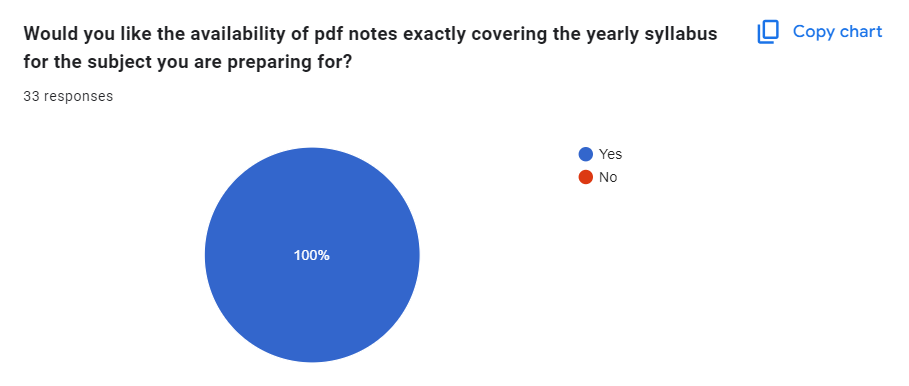 Would you like the availability of pdf notes exactly covering the yearly syllabus
for the subject you are preparing for?
Copy chart
33 responses
Yes
No
100%